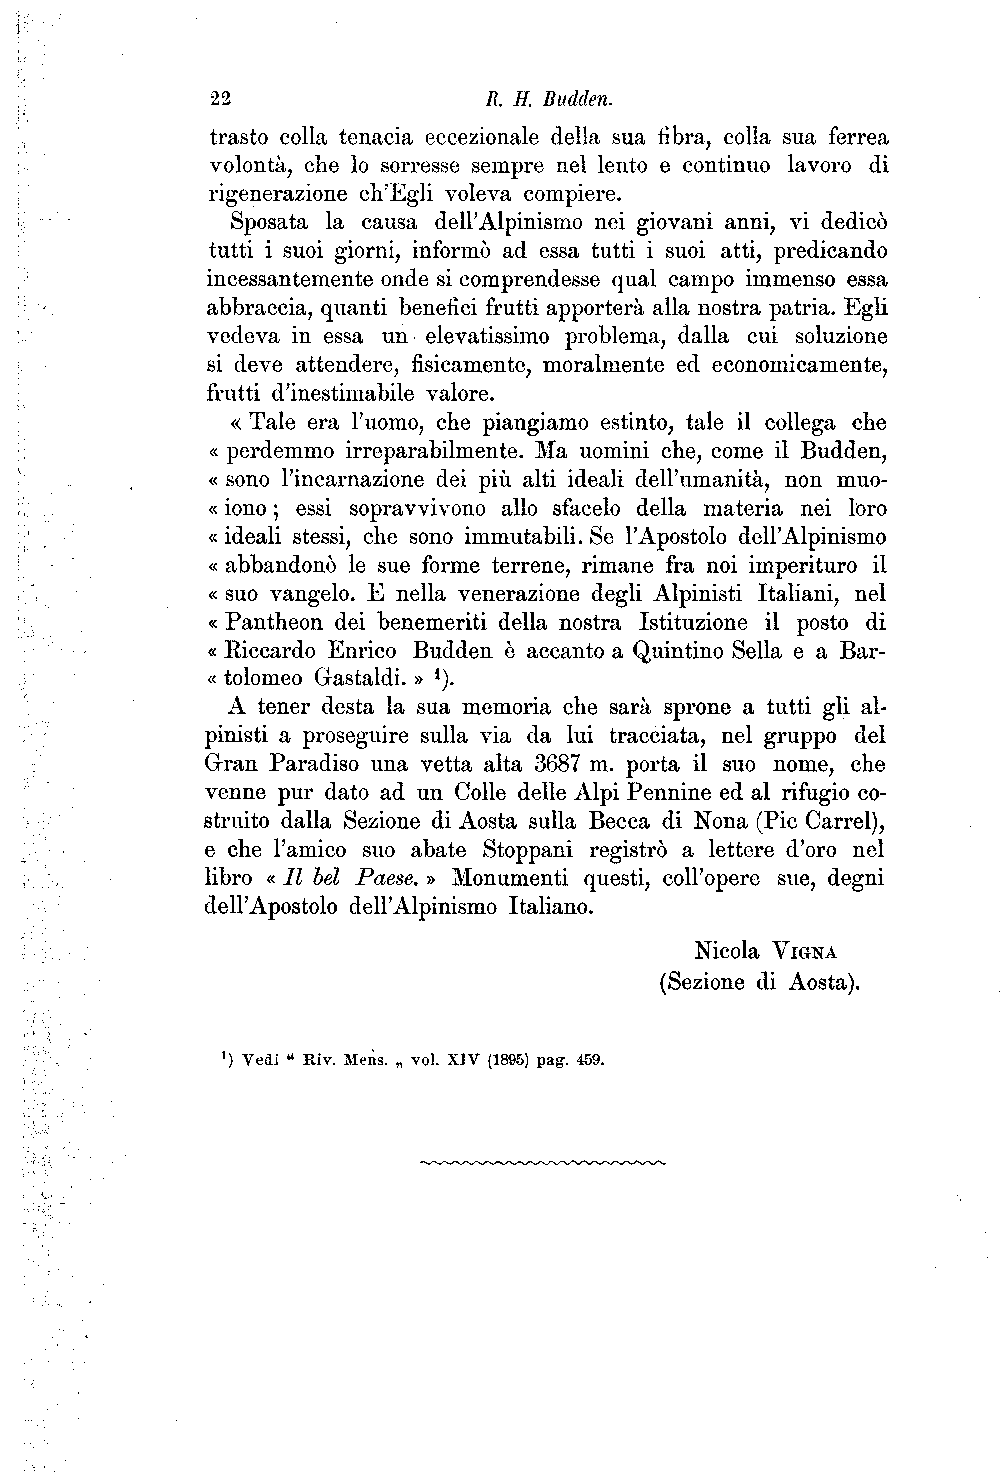 22 R. H. Budden.
trasto colla tenacia eccezionale della sua fibra, colla sua ferrea
volontà, che lo sorresse sempre nel lento e continuo lavoro di
rigenerazione ch'Egli voleva compiere.
Sposata la causa dell'Alpinismo nei giovani anni, vi dedicò
tutti i suoi giorni, informò ad essa tutti i suoi atti, predicando
incessantemente onde si comprendesse qual campo immenso essa
abbraccia, quanti benefici frutti apporterà alla nostra patria. Egli
vedeva in essa un elevatissimo problema, dalla cui soluzione
si deve attendere, fisicamente, moralmente ed economicamente,
frutti d'inestimabile valore.
« Tale era l'uomo, che piangiamo estinto, tale il collega che
« perdemmo irreparabilmente. Ma uomini che, come il Budden,
« sono l'incarnazione dei più alti ideali dell'umanità, non muo-
« iono ; essi sopravvivono allo sfacelo della materia nei loro
« ideali stessi, che sono immutabili. Se l'Apostolo dell'Alpinismo
« abbandonò le sue forme terrene, rimane fra noi imperituro il
« suo vangelo. E nella venerazione degli Alpinisti Italiani, nel
« Pantheon dei benemeriti della nostra Istituzione il posto di
« Riccardo Enrico Budden è accanto a Quintino Sella e a Bar-
« tolomeo Gastaldi. » ¹).
A tener desta la sua memoria che sarà sprone a tutti gli al-
pinisti a proseguire sulla via da lui tracciata, nel gruppo del
Gran Paradiso una vetta alta 3687 m. porta il suo nome, che
venne pur dato ad un Colle delle Alpi Pennine ed al rifugio co-
struito dalla Sezione di Aosta sulla Becca di Nona (Pic Carrel),
e che l'amico suo abate Stoppani registrò a lettere d'oro nel
libro « Il bel Paese. » Monumenti questi, coll'opere sue, degni
dell'Apostolo dell'Alpinismo Italiano.
Nicola VIGNA
(Sezione di Aosta).
¹) Vedi “ Riv. Mens. „ vol. XIV (1895) pag. 459.